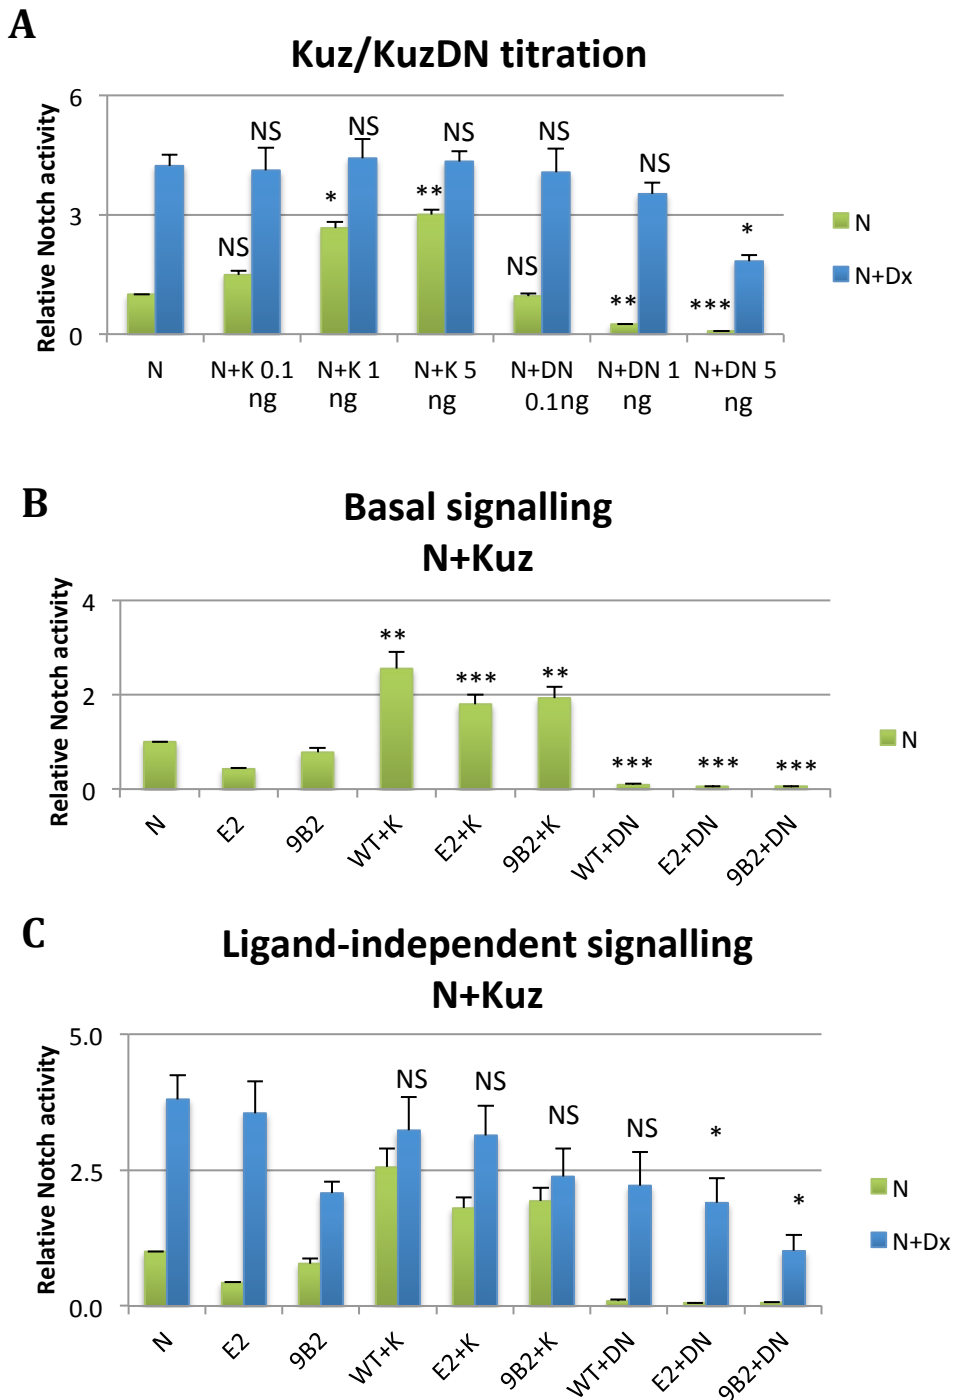 A
Kuz/KuzDN titration
Relative Notch activity
6
3
0
NS
NS
NS
NS
NS
*
**
NS
NS
**
***
*
N
N+K 0.1 ng
N+K 1 ng
N+K 5 ng
N+DN 0.1ng
N+DN 1 ng
N+DN 5 ng
N
N+Dx
B
Basal signalling
N+Kuz
Relative Notch activity
4
2
0
**
***
**
***
***
***
N
E2
9B2
WT+K
E2+K
9B2+K
WT+DN
E2+DN
9B2+DN
N
C
Ligand-independent signalling
N+Kuz
Relative Notch activity
5.0
2.5
0.0
NS
NS
NS
NS
*
*
N
E2
9B2
WT+K
E2+K
9B2+K
WT+DN
E2+DN
9B2+DN
N
N+Dx